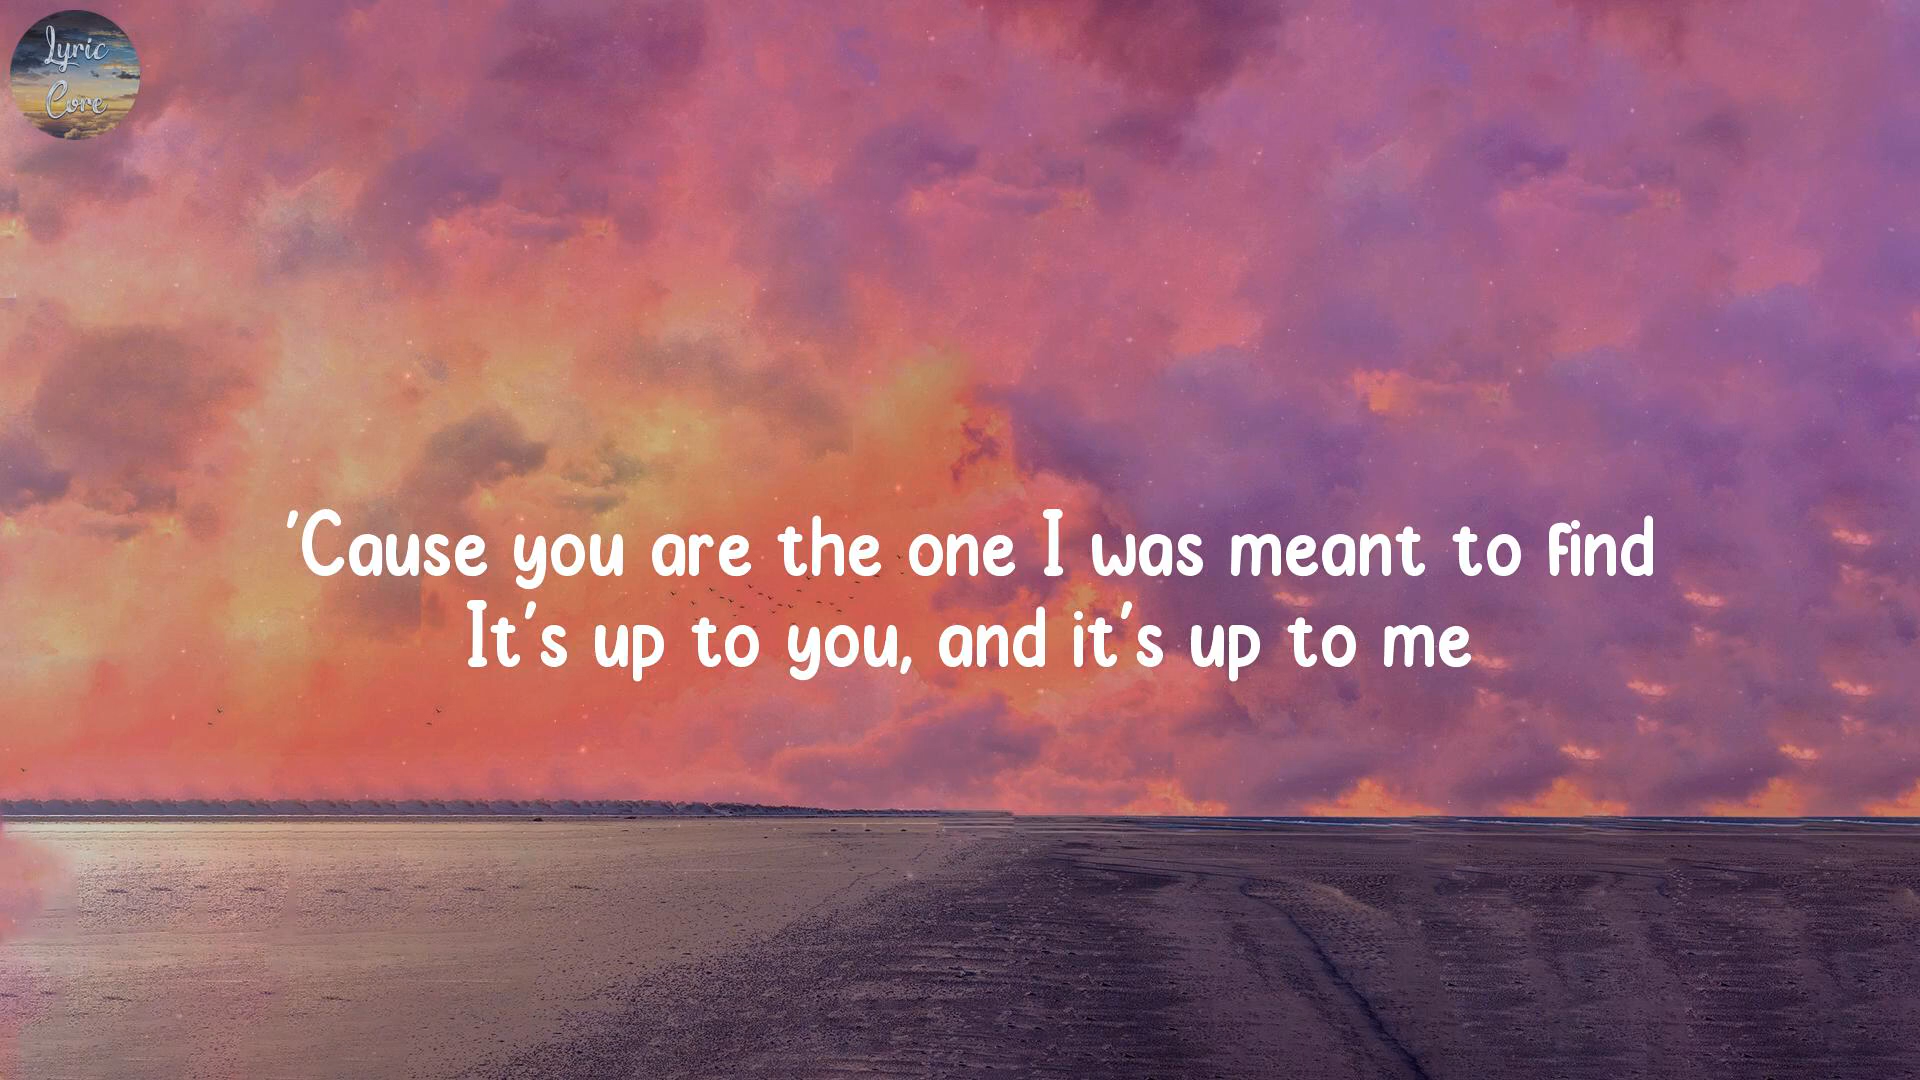 Lyric
Core
'Cause you are the one I was meant to find
It's up to you, and it's up to me